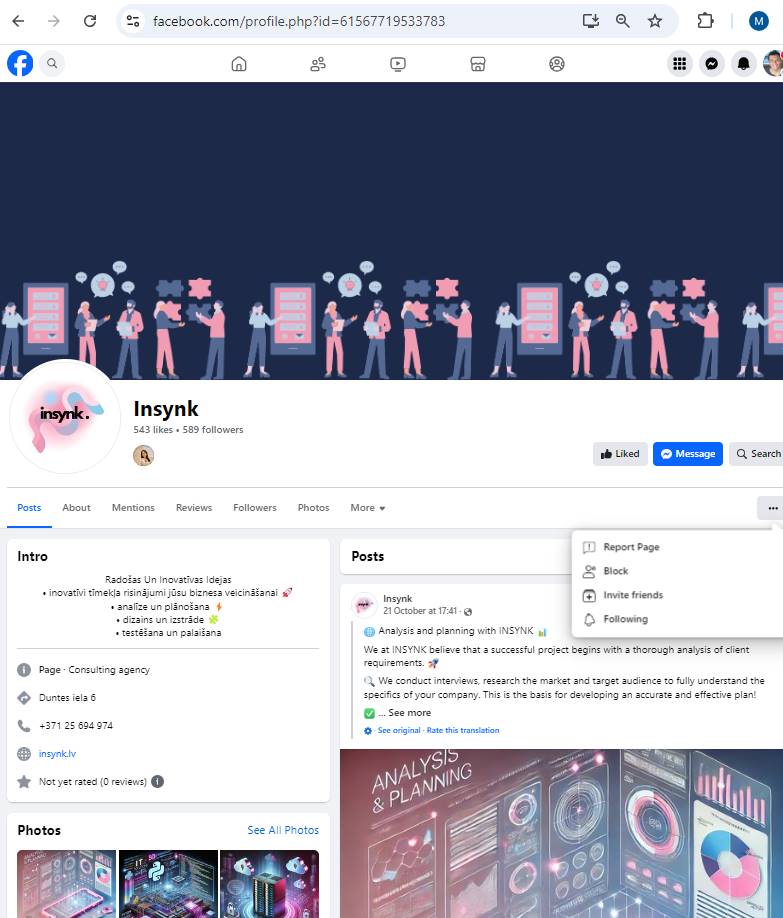 facebook.com/profile.php?id=61567719533783
M
insynk.
Insynk
543 likes • 589 followers
Liked
Message
Search
Posts
About
Mentions
Reviews
Followers
Photos
More
Report Page
Block
Invite friends
Following
Intro
Radošas Un Inovatīvas Idejas
• inovatīvi tīmekļa risinājumi jūsu biznesa veicināšanai 🚀
• analīze un plānošana ⚡
• dizains un izstrāde 🧩
• testēšana un palaišana
Page · Consulting agency
Duntes iela 6
+371 25 694 974
insynk.lv
Not yet rated (0 reviews)
Photos
See All Photos
Posts
Insynk
21 October at 17:41 ·
🌐 Analysis and planning with INSYNK 📊
We at INSYNK believe that a successful project begins with a thorough analysis of client
requirements. 🚀
🔍 We conduct interviews, research the market and target audience to fully understand the
specifics of your company. This is the basis for developing an accurate and effective plan!
✅ ... See more
· See original · Rate this translation
ANALYSIS
& PLANNING